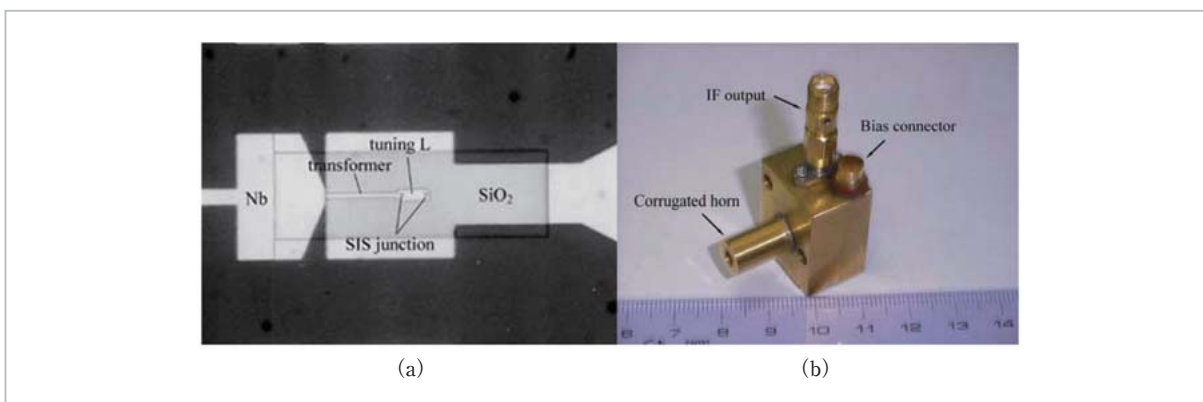 tuning L
transformer
Nb
SiO₂
SIS junction
IF output
Bias connector
Corrugated horn
6 7 8 9 10 11 12 13 14
(a)
(b)